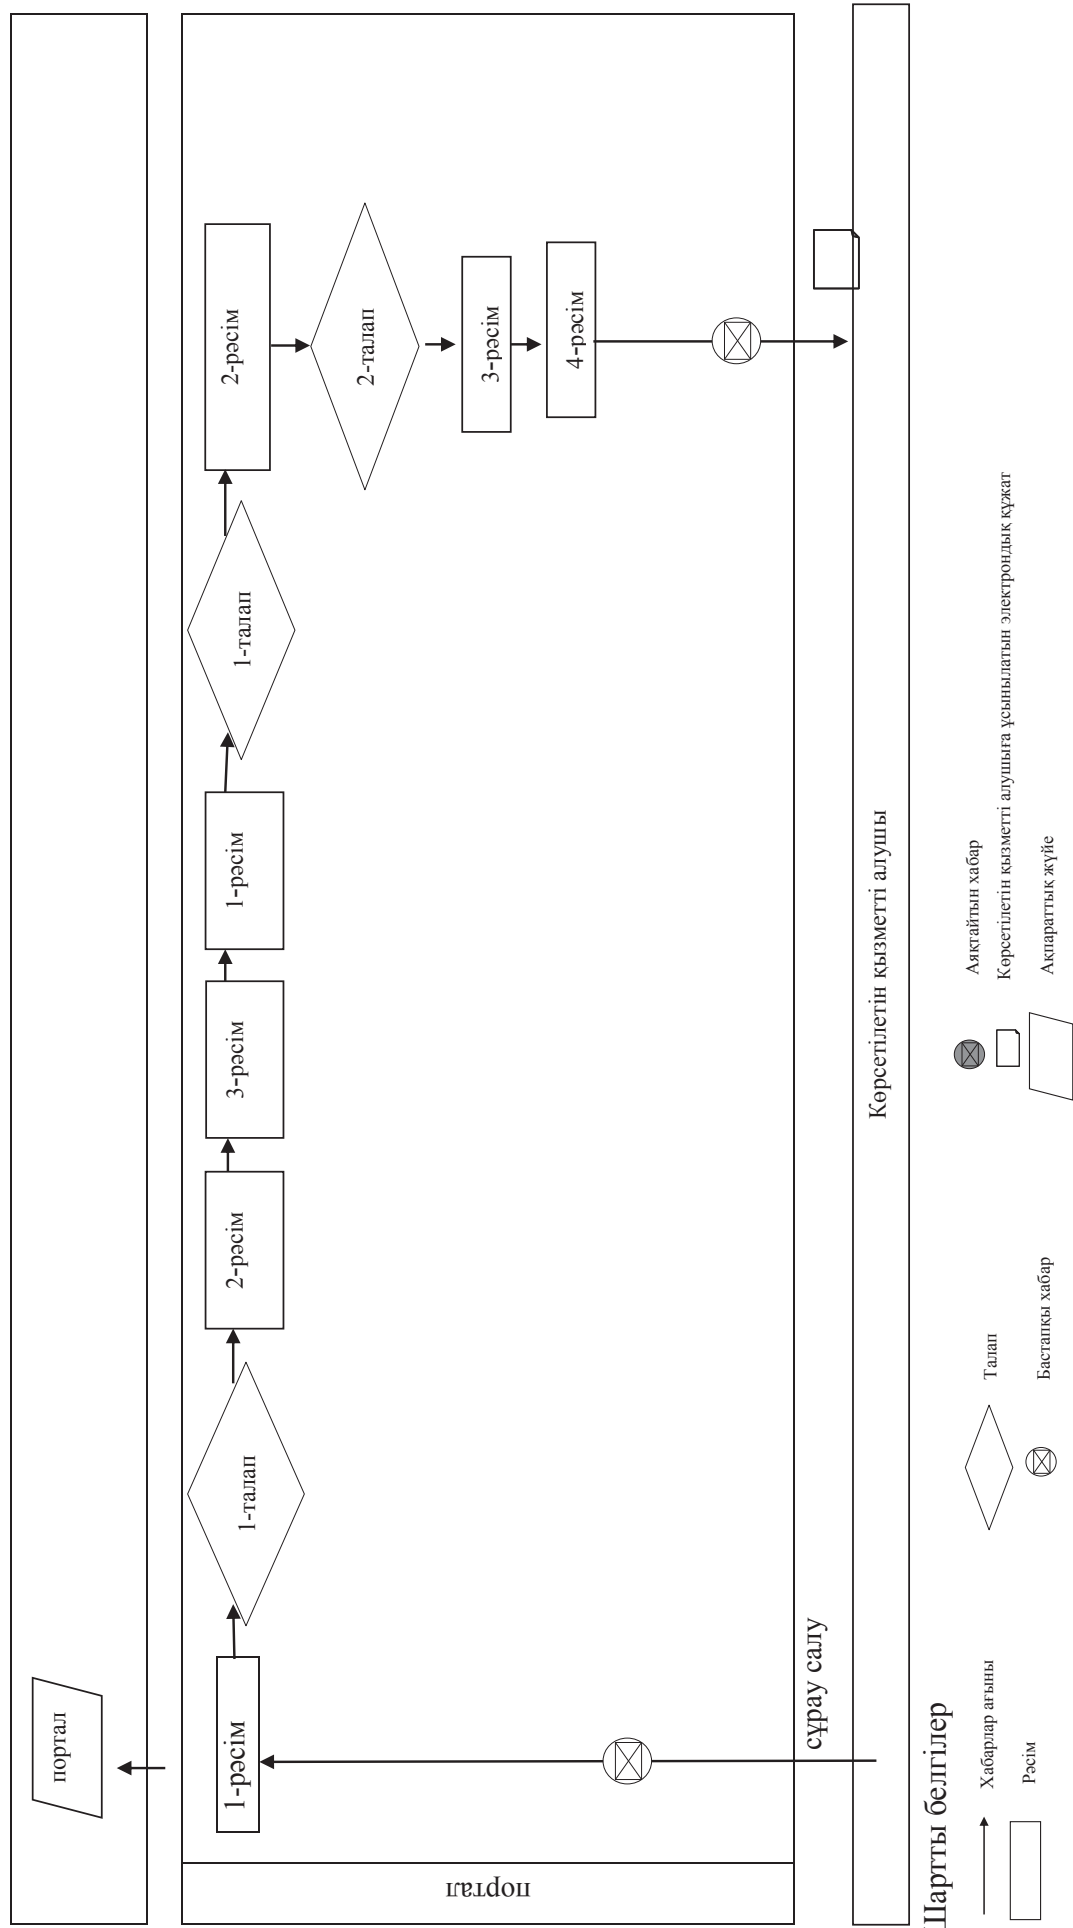 портал
портал
1-рәсім
1-талап
2-рәсім
3-рәсім
1-рәсім
1-талап
2-рәсім
2-талап
3-рәсім
4-рәсім
сұрау салу
Көрсетілетін қызметті алушы
Шартты белгілер
Хабарлар ағыны
Рәсім
Талап
Бастапқы хабар
Аяқтайтын хабар
Көрсетілетін қызметті алушыға ұсынылатын электрондық құжат
Ақпараттық жүйе